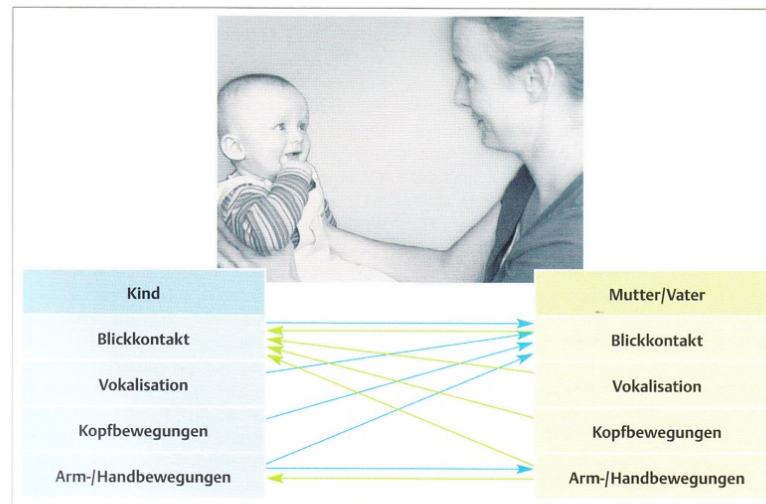 Kind
Mutter/Vater
Blickkontakt
Blickkontakt
Vokalisation
Vokalisation
Kopfbewegungen
Kopfbewegungen
Arm-/Handbewegungen
Arm-/Handbewegungen